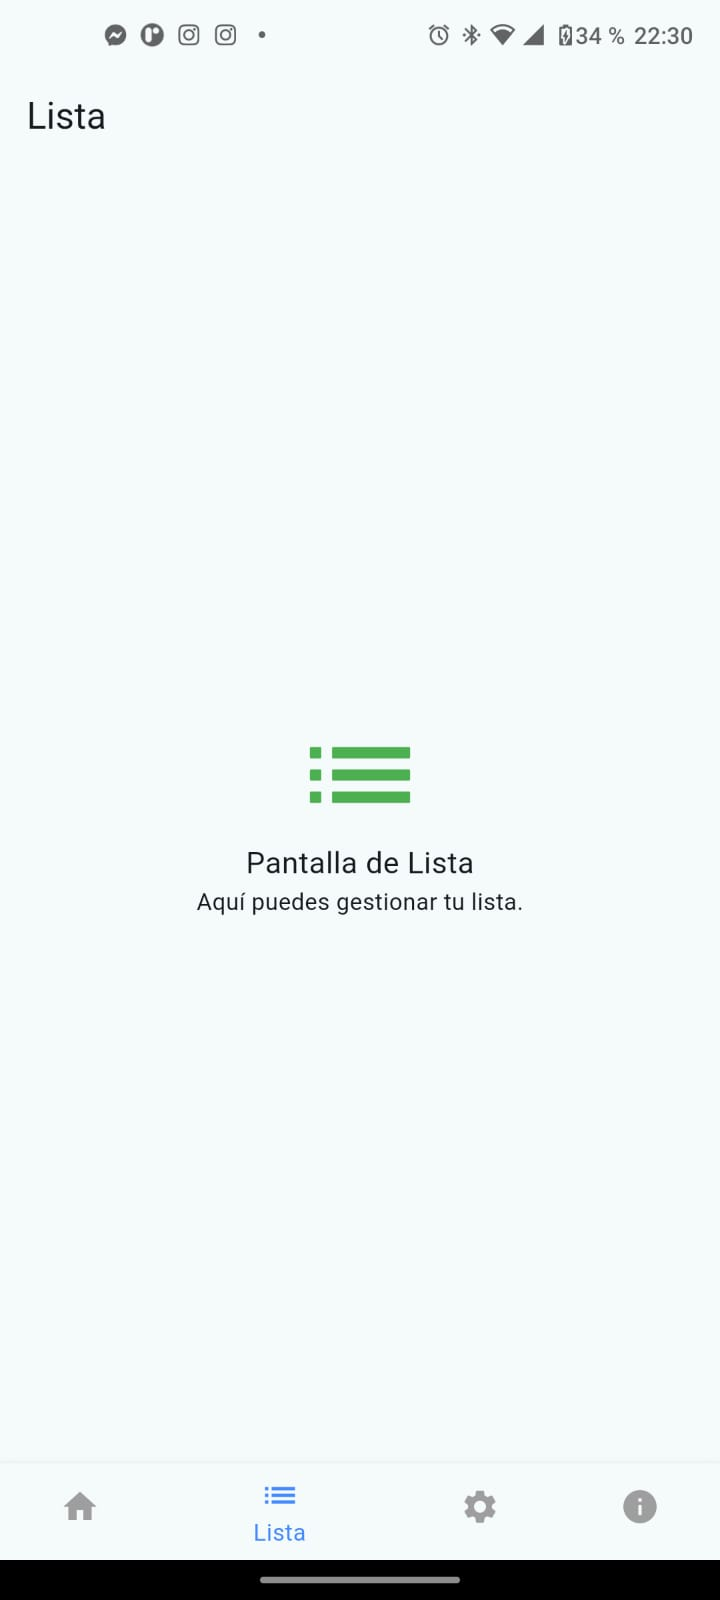 34 % 22:30
Lista
Pantalla de Lista
Aquí puedes gestionar tu lista.
Lista